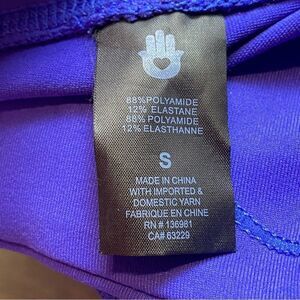 88%POLYAMIDE
12% ELASTANE
88% POLYAMIDE
12% ELASTHANNE
S
MADE IN CHINA
WITH IMPORTED &
DOMESTIC YARN
FABRIQUE EN CHINE
RN # 136981
CA# 63229